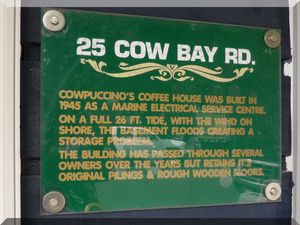 25 COW BAY RD.
COWPUCCINO'S COFFEE HOUSE WAS BUILT IN
1945 AS A MARINE ELECTRICAL SERVICE CENTRE.
ON A FULL 26 FT. TIDE, WITH THE WIND ON
SHORE, THE BASEMENT FLOODS CREATING A
STORAGE PROBLEM.
THE BUILDING HAS PASSED THROUGH SEVERAL
OWNERS OVER THE YEARS BUT RETAINS IT'S
ORIGINAL PILINGS & ROUGH WOODEN FLOORS.